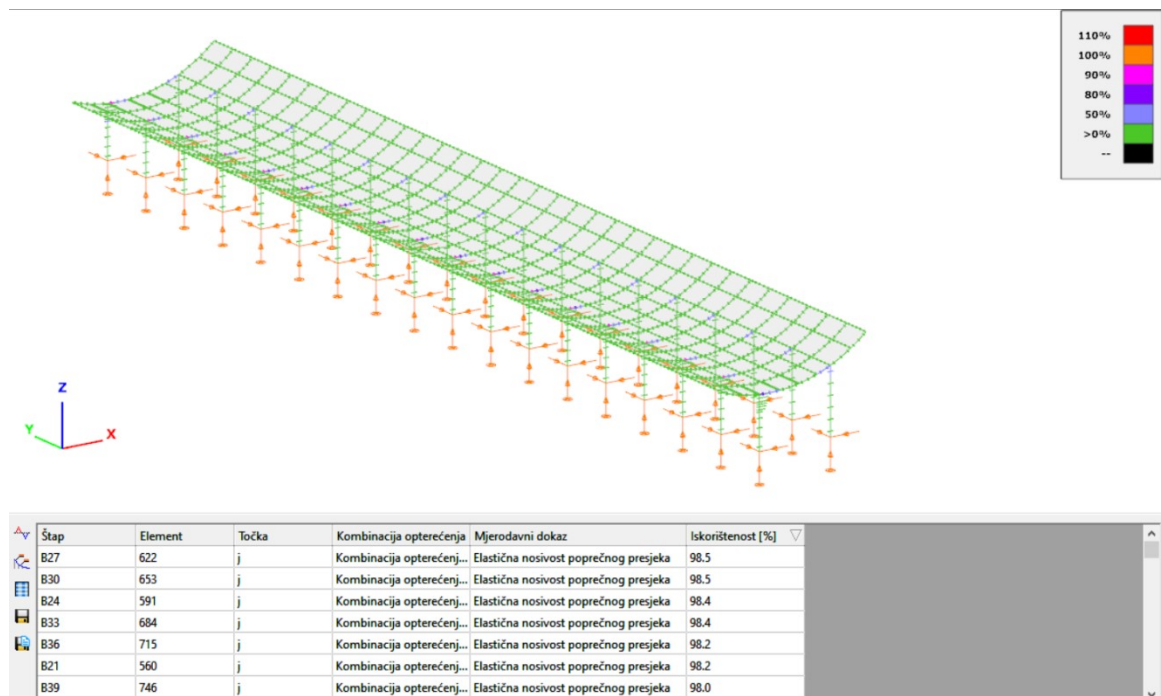 110%
100%
90%
80%
50%
>0%
--
Z
Y
X
Štap Element Točka Kombinacija opterećenja Mjerodavni dokaz Iskorištenost [%]
B27 622 j Kombinacija opterećenj... Elastična nosivost poprečnog presjeka 98.5
B30 653 j Kombinacija opterećenj... Elastična nosivost poprečnog presjeka 98.5
B24 591 j Kombinacija opterećenj... Elastična nosivost poprečnog presjeka 98.4
B33 684 j Kombinacija opterećenj... Elastična nosivost poprečnog presjeka 98.4
B36 715 j Kombinacija opterećenj... Elastična nosivost poprečnog presjeka 98.2
B21 560 j Kombinacija opterećenj... Elastična nosivost poprečnog presjeka 98.2
B39 746 j Kombinacija opterećenj... Elastična nosivost poprečnog presjeka 98.0